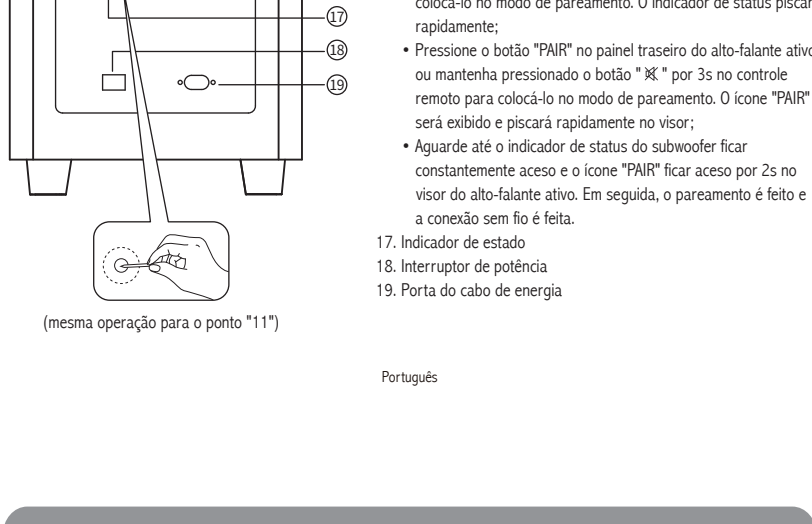 17
18
19
(mesma operação para o ponto "11")
colocá-lo no modo de pareamento. O indicador de status piscar
rapidamente;
• Pressione o botão "PAIR" no painel traseiro do alto-falante ativo
ou mantenha pressionado o botão " " por 3s no controle
remoto para colocá-lo no modo de pareamento. O ícone "PAIR"
será exibido e piscará rapidamente no visor;
• Aguarde até o indicador de status do subwoofer ficar
constantemente aceso e o ícone "PAIR" ficar aceso por 2s no
visor do alto-falante ativo. Em seguida, o pareamento é feito e
a conexão sem fio é feita.
17. Indicador de estado
18. Interruptor de potência
19. Porta do cabo de energia
Português